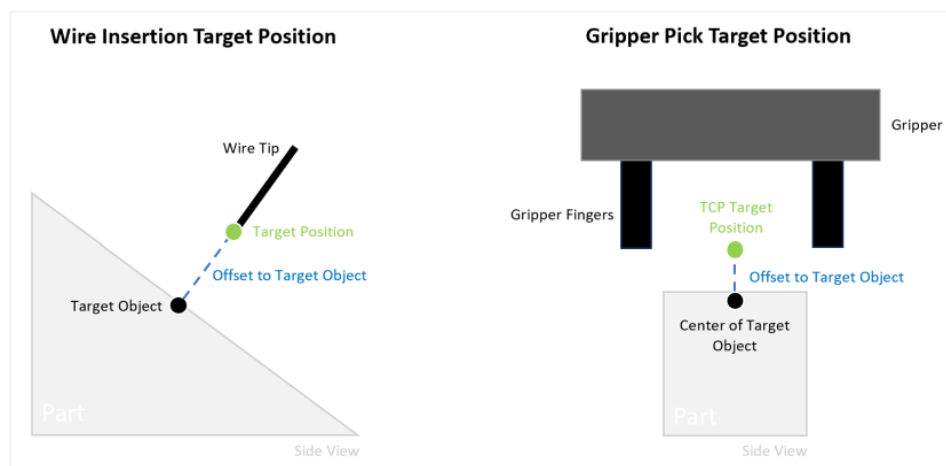 Wire Insertion Target Position
Wire Tip
Target Position
Offset to Target Object
Target Object
Part
Side View
Gripper Pick Target Position
Gripper
Gripper Fingers
TCP Target
Position
Offset to Target Object
Center of Target
Object
Part
Side View